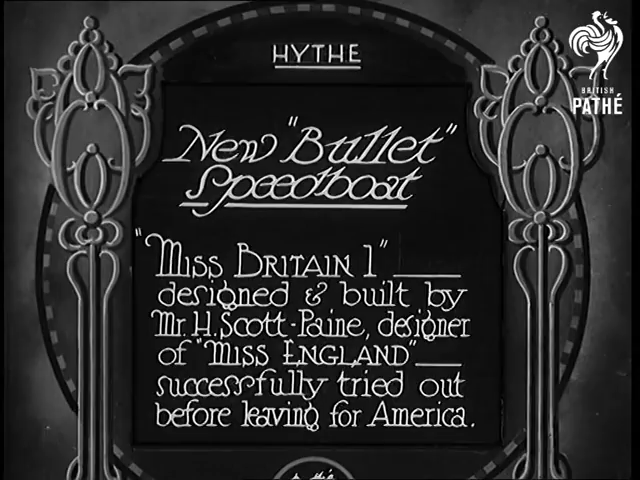 HYTHE
BRITISH
PATHÉ
New "Bullet"
Speedboat
"MISS BRITAIN 1" —
designed & built by
Mr. H. Scott-Paine, designer
of "MISS ENGLAND" —
successfully tried out
before leaving for America.